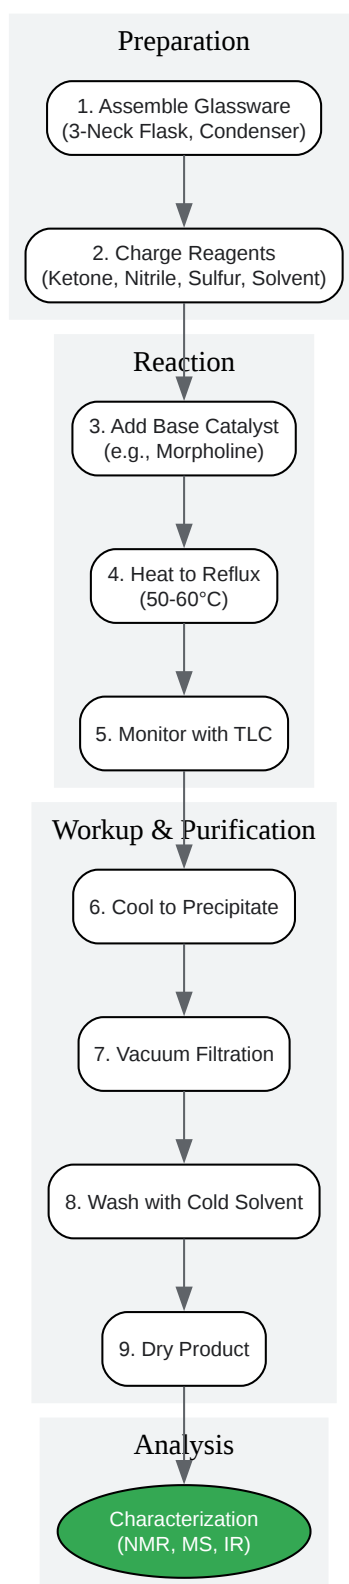 Preparation
1. Assemble Glassware
(3-Neck Flask, Condenser)
2. Charge Reagents
(Ketone, Nitrile, Sulfur, Solvent)
Reaction
3. Add Base Catalyst
(e.g., Morpholine)
4. Heat to Reflux
(50-60°C)
5. Monitor with TLC
Workup & Purification
6. Cool to Precipitate
7. Vacuum Filtration
8. Wash with Cold Solvent
9. Dry Product
Analysis
Characterization
(NMR, MS, IR)